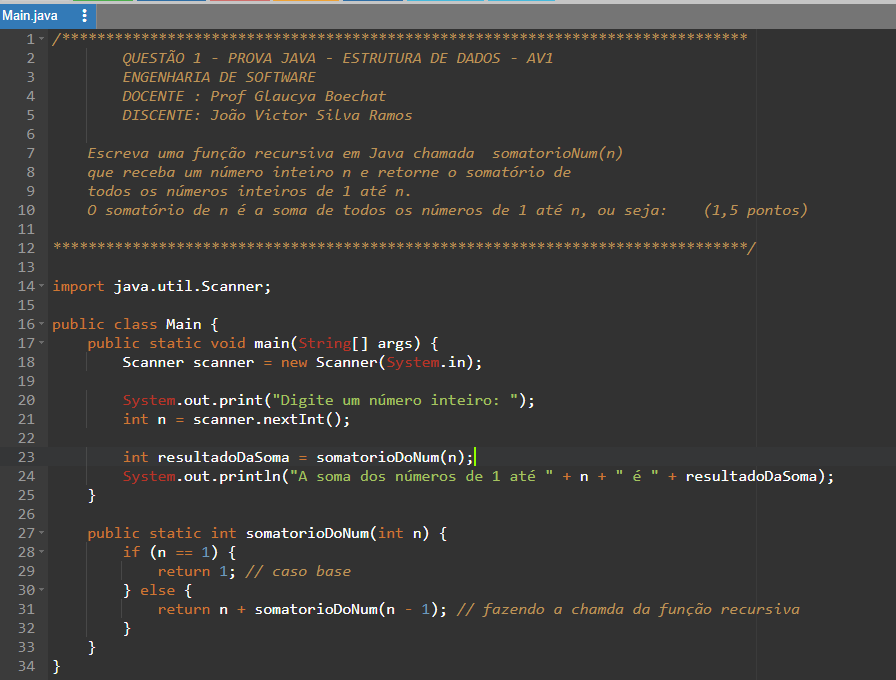 Main.java
1 /******************************************************************************
2 QUESTÃO 1 - PROVA JAVA - ESTRUTURA DE DADOS - AV1
3 ENGENHARIA DE SOFTWARE
4 DOCENTE : Prof Glaucya Boechat
5 DISCENTE: João Victor Silva Ramos
6
7 Escreva uma função recursiva em Java chamada  somatorioNum(n)
8 que receba um número inteiro n e retorne o somatório de
9 todos os números inteiros de 1 até n.
10 O somatório de n é a soma de todos os números de 1 até n, ou seja:    (1,5 pontos)
11
12 *******************************************************************************/
13
14 import java.util.Scanner;
15
16 public class Main {
17     public static void main(String[] args) {
18         Scanner scanner = new Scanner(System.in);
19
20         System.out.print("Digite um número inteiro: ");
21         int n = scanner.nextInt();
22
23         int resultadoDaSoma = somatorioDoNum(n);
24         System.out.println("A soma dos números de 1 até " + n + " é " + resultadoDaSoma);
25     }
26
27     public static int somatorioDoNum(int n) {
28         if (n == 1) {
29             return 1; // caso base
30         } else {
31             return n + somatorioDoNum(n - 1); // fazendo a chamda da função recursiva
32         }
33     }
34 }